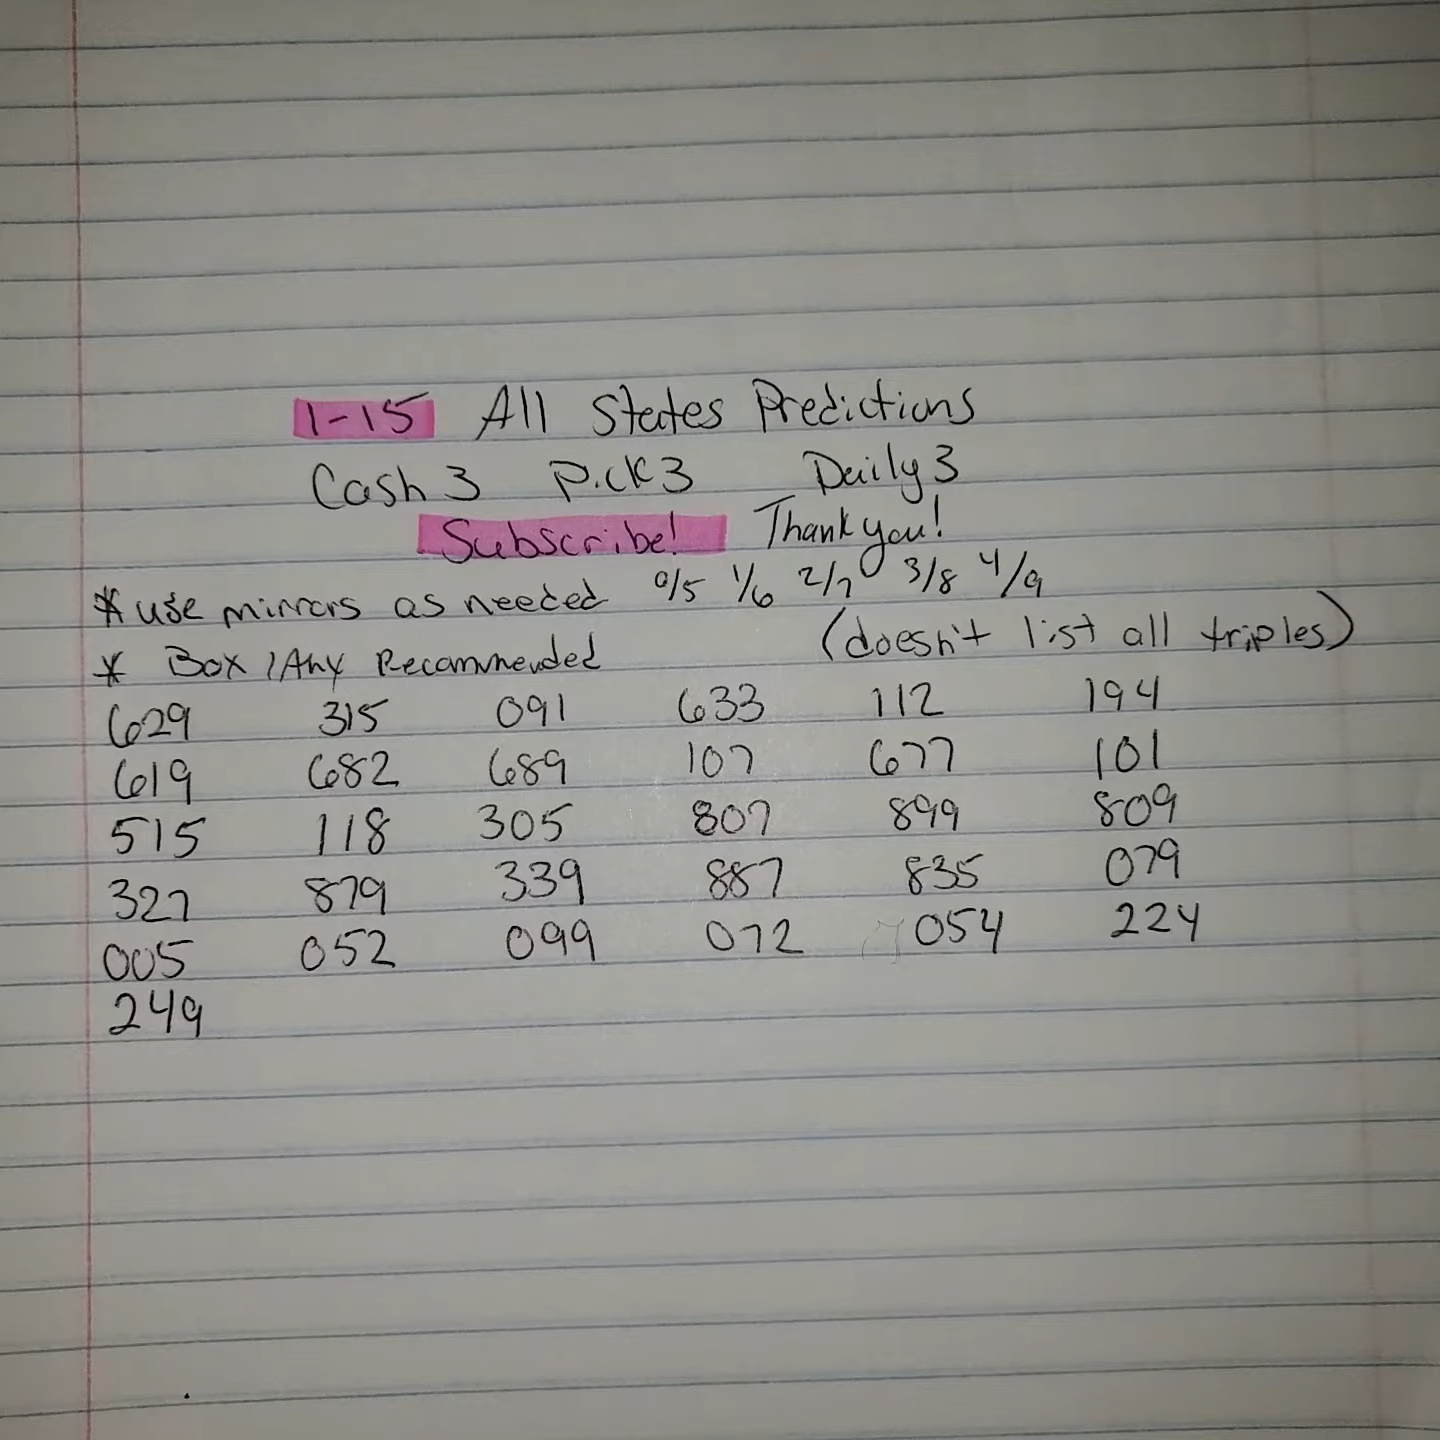 1-15 All States Predictions
Cash 3 Pick 3 Daily 3
Subscribe! Thank you!
* use mirrors as needed 0/5 1/6 2/7 3/8 4/9
* Box / Any Recommended (doesn't list all triples)
629 315 091 633 112 194
619 682 689 107 677 101
515 118 305 807 899 809
327 879 339 887 835 079
005 052 099 072 054 224
249